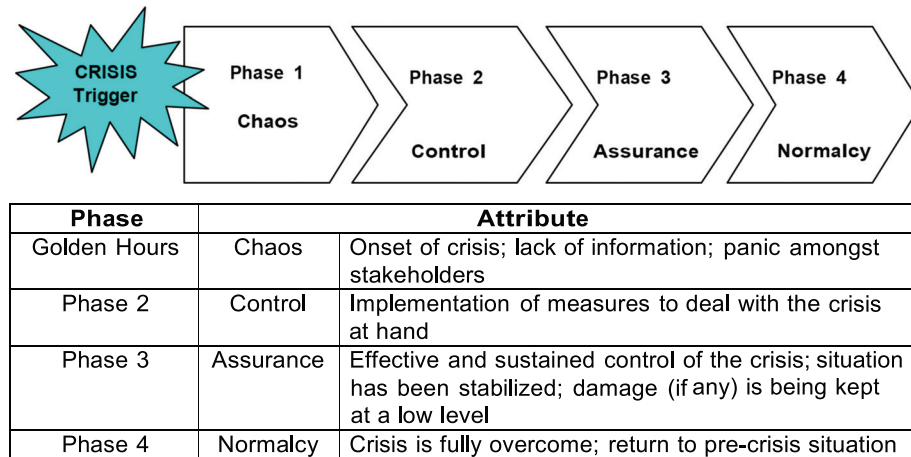 CRISIS
Trigger
Phase 1
Chaos
Phase 2
Control
Phase 3
Assurance
Phase 4
Normalcy
Phase Attribute
Golden Hours Chaos Onset of crisis; lack of information; panic amongst
stakeholders
Phase 2 Control Implementation of measures to deal with the crisis
at hand
Phase 3 Assurance Effective and sustained control of the crisis; situation
has been stabilized; damage (if any) is being kept
at a low level
Phase 4 Normalcy Crisis is fully overcome; return to pre-crisis situation